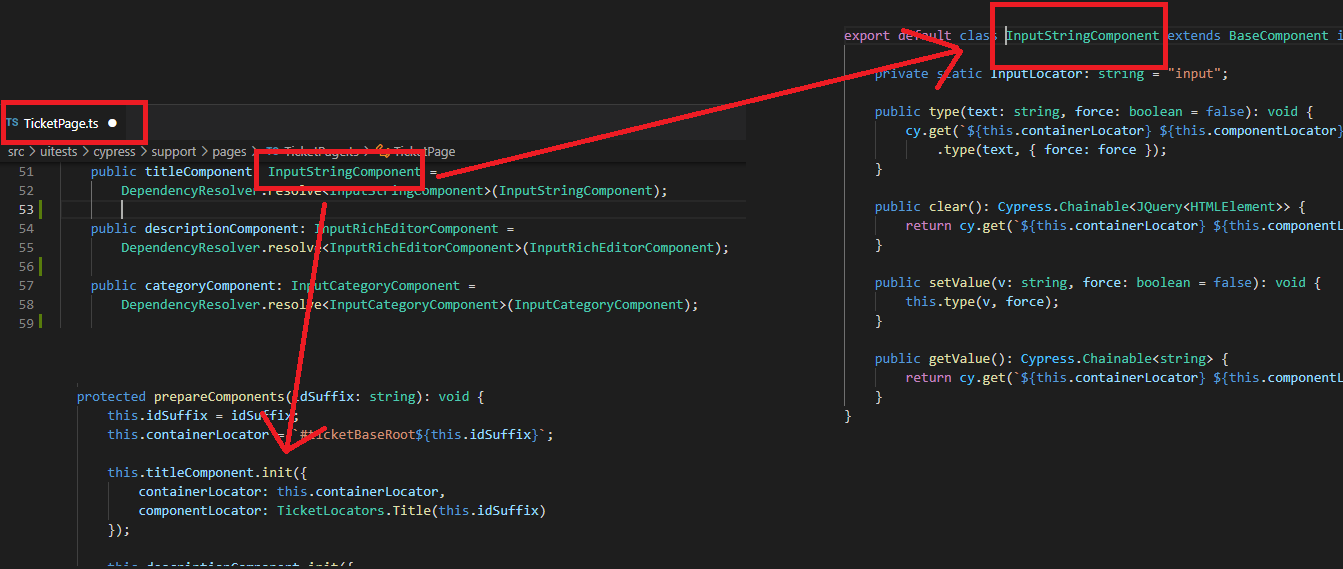 TS TicketPage.ts ●
src > uitests > cypress > support > pages > TS TicketPage.ts > TicketPage
51 public titleComponent: InputStringComponent =
52 DependencyResolver.resolve<InputStringComponent>(InputStringComponent);
53
54 public descriptionComponent: InputRichEditorComponent =
55 DependencyResolver.resolve<InputRichEditorComponent>(InputRichEditorComponent);
56
57 public categoryComponent: InputCategoryComponent =
58 DependencyResolver.resolve<InputCategoryComponent>(InputCategoryComponent);
59
protected prepareComponents(idSuffix: string): void {
this.idSuffix = idSuffix;
this.containerLocator = `#ticketBaseRoot${this.idSuffix}`;
this.titleComponent.init({
containerLocator: this.containerLocator,
componentLocator: TicketLocators.Title(this.idSuffix)
});
this.descriptionComponent.init({
export default class InputStringComponent extends BaseComponent i
private static InputLocator: string = "input";
public type(text: string, force: boolean = false): void {
cy.get(`${this.containerLocator} ${this.componentLocator}
.type(text, { force: force });
}
public clear(): Cypress.Chainable<JQuery<HTMLElement>> {
return cy.get(`${this.containerLocator} ${this.componentL
}
public setValue(v: string, force: boolean = false): void {
this.type(v, force);
}
public getValue(): Cypress.Chainable<string> {
return cy.get(`${this.containerLocator} ${this.componentL
}
}